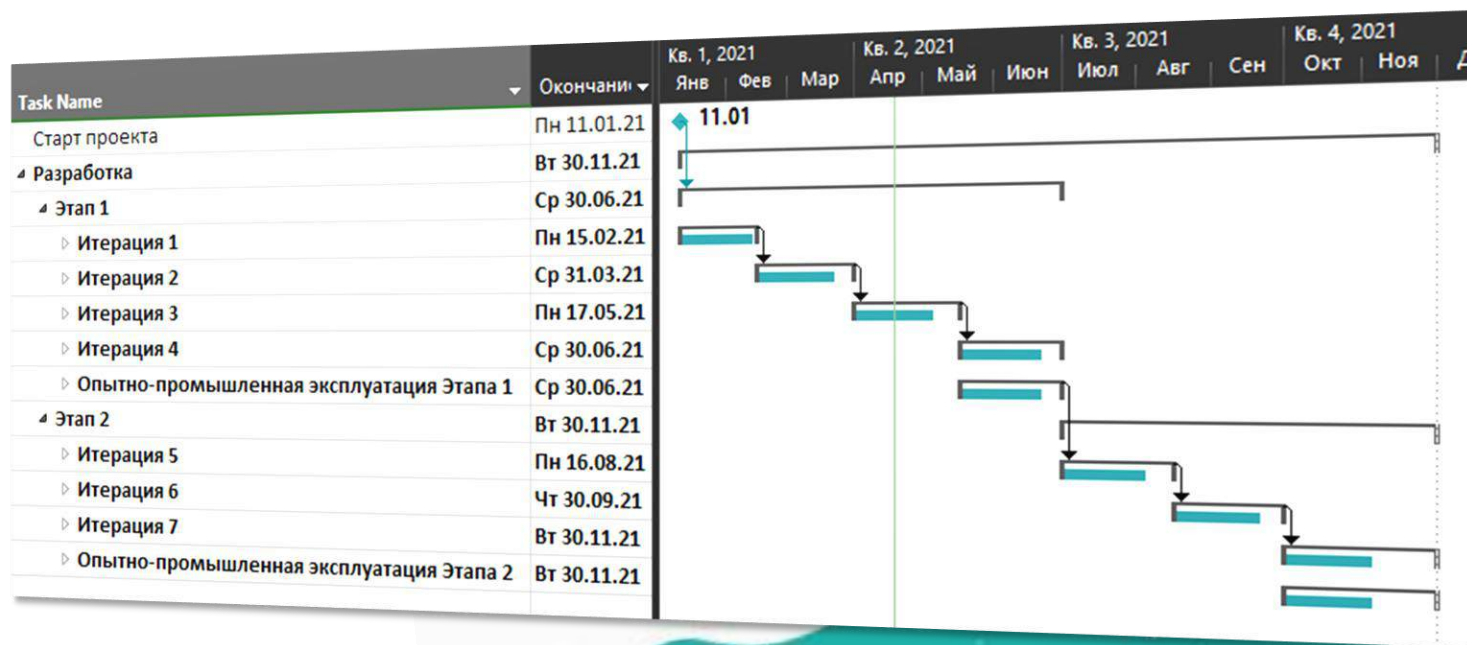 Task Name Окончани
Кв. 1, 2021 Кв. 2, 2021 Кв. 3, 2021 Кв. 4, 2021
Янв Фев Мар Апр Май Июн Июл Авг Сен Окт Ноя
Старт проекта Пн 11.01.21 11.01
Разработка Вт 30.11.21
Этап 1 Ср 30.06.21
Итерация 1 Пн 15.02.21
Итерация 2 Ср 31.03.21
Итерация 3 Пн 17.05.21
Итерация 4 Ср 30.06.21
Опытно-промышленная эксплуатация Этапа 1 Ср 30.06.21
Этап 2 Вт 30.11.21
Итерация 5 Пн 16.08.21
Итерация 6 Чт 30.09.21
Итерация 7 Вт 30.11.21
Опытно-промышленная эксплуатация Этапа 2 Вт 30.11.21